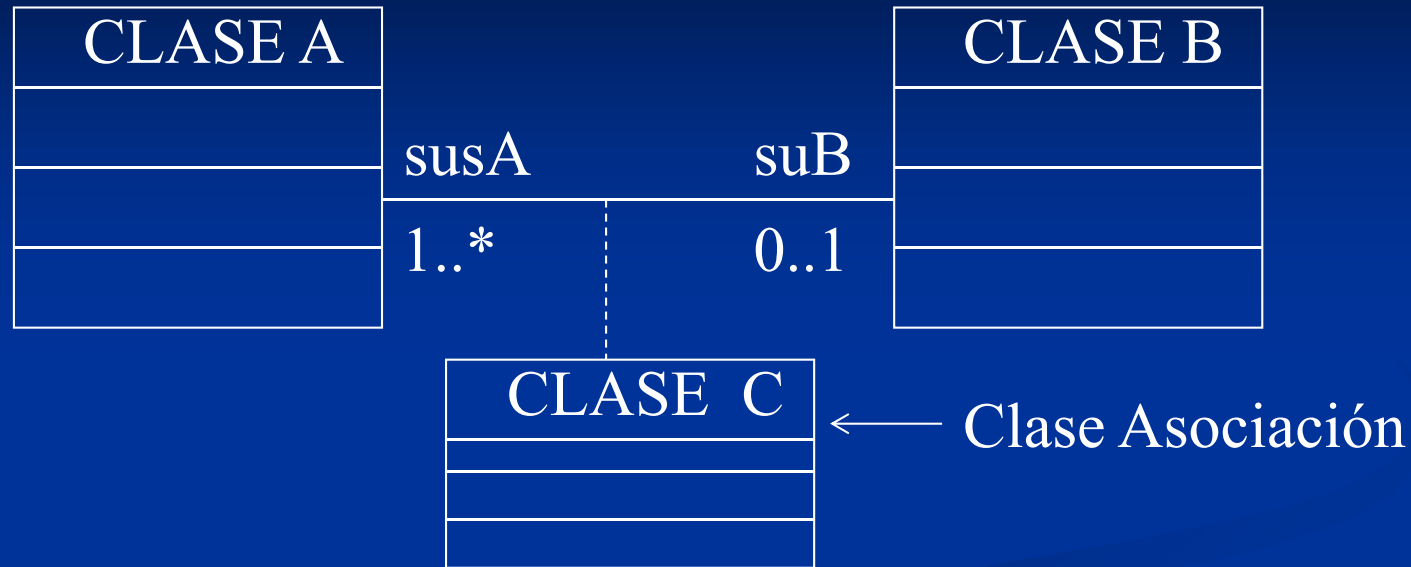 CLASE A
CLASE B
susA
suB
1..*
0..1
CLASE C
Clase Asociación